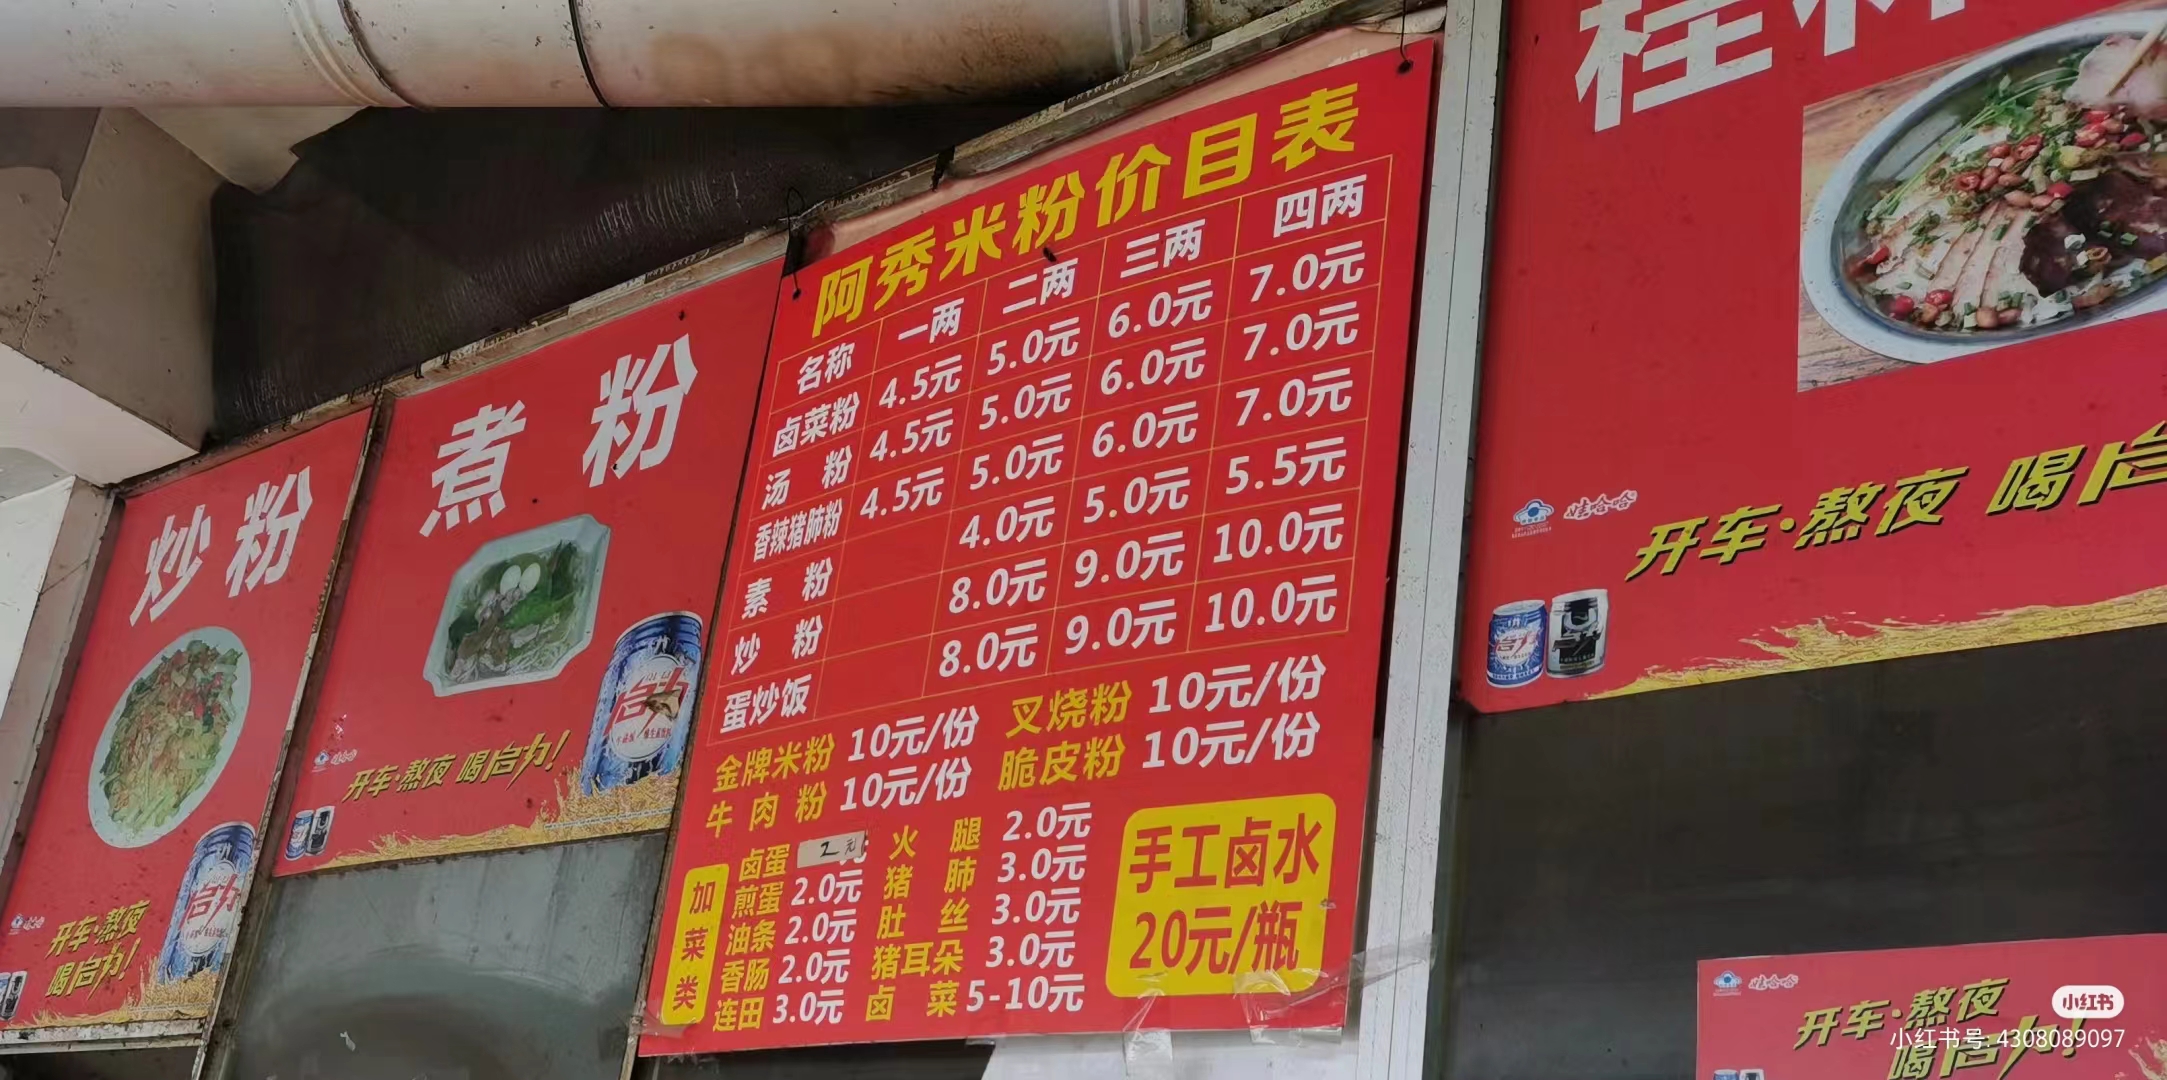 炒粉
开车·熬夜
喝启力!
煮粉
开车·熬夜 喝启力!
启力
阿秀米粉价目表
名称 一两 二两 三两 四两
卤菜粉 4.5元 5.0元 6.0元 7.0元
汤粉 4.5元 5.0元 6.0元 7.0元
香辣猪肺粉 4.5元 5.0元 6.0元 7.0元
素粉 4.0元 5.0元 5.5元
炒粉 8.0元 9.0元 10.0元
蛋炒饭 8.0元 9.0元 10.0元
金牌米粉 10元/份 叉烧粉 10元/份
牛肉粉 10元/份 脆皮粉 10元/份
加菜类
卤蛋 2元 火腿 2.0元
煎蛋 2.0元 猪肺 3.0元
油条 2.0元 肚丝 3.0元
香肠 2.0元 猪耳朵 3.0元
连田 3.0元 卤菜 5-10元
手工卤水
20元/瓶
桂
娃哈哈
开车·熬夜 喝启
娃哈哈
开车·熬夜
喝启力!
小红书
小红书号: 4308089097